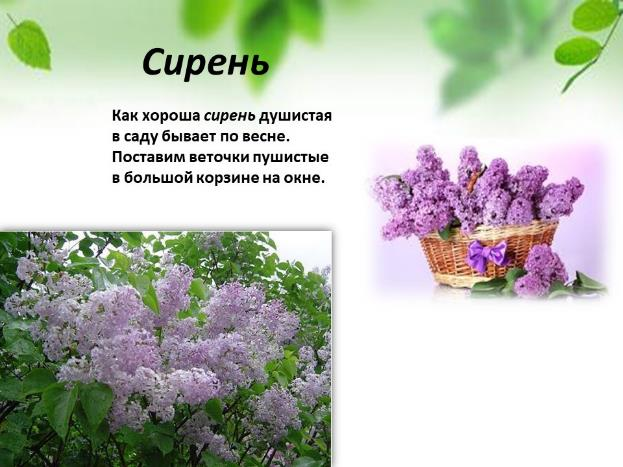 Сирень
Как хороша сирень душистая
в саду бывает по весне.
Поставим веточки пушистые
в большой корзине на окне.